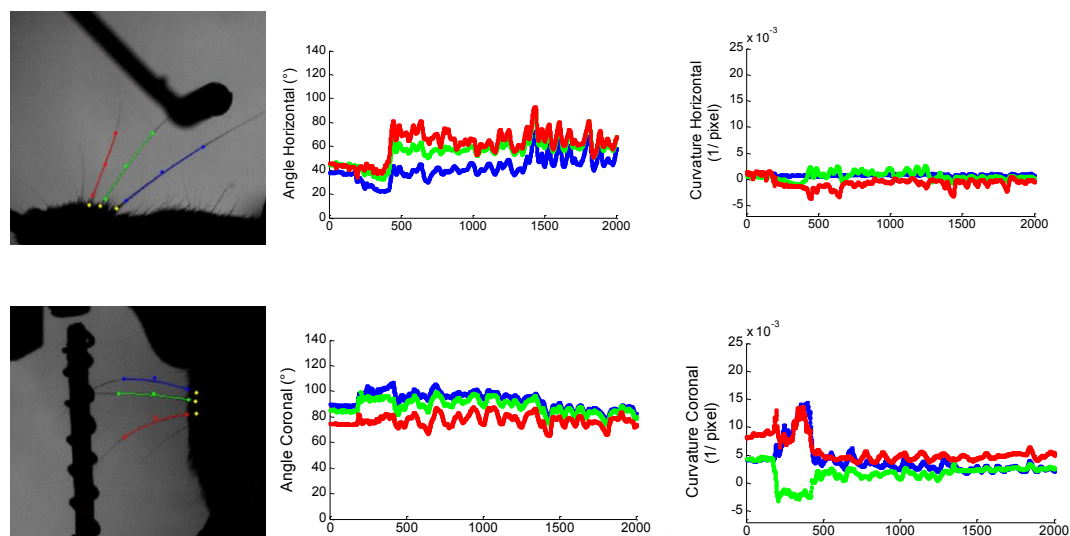 140
120
100
80
60
40
20
0
Angle Horizontal (°)
0 500 1000 1500 2000
x 10-3
25
20
15
10
5
0
-5
Curvature Horizontal
(1/ pixel)
0 500 1000 1500 2000
140
120
100
80
60
40
20
0
Angle Coronal (°)
0 500 1000 1500 2000
x 10-3
25
20
15
10
5
0
-5
Curvature Coronal
(1/ pixel)
0 500 1000 1500 2000